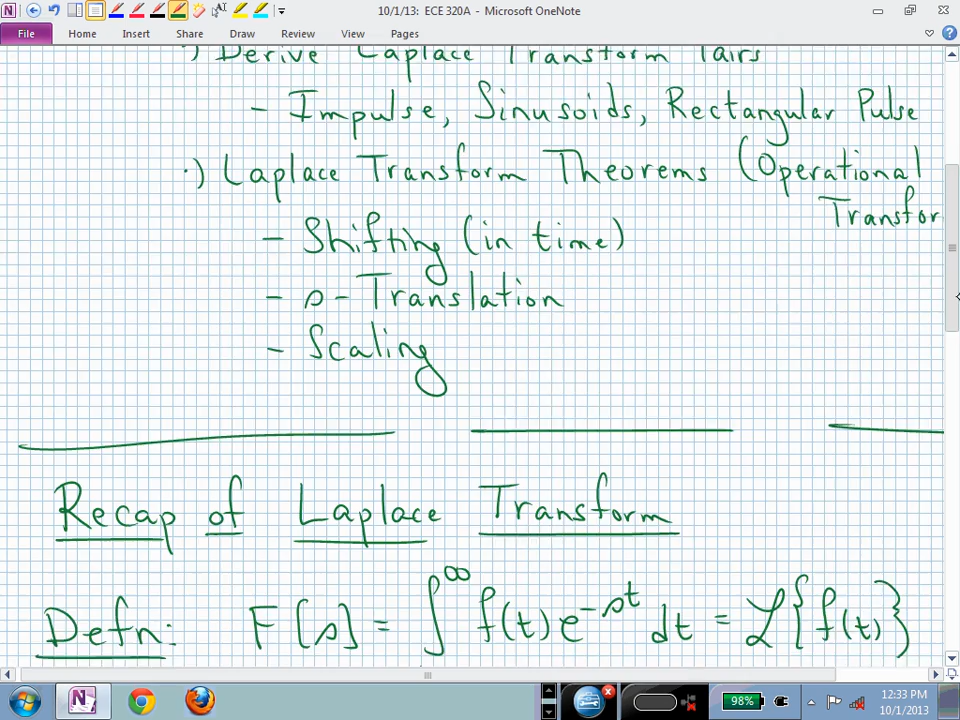 10/1/13: ECE 320A - Microsoft OneNote
File Home Insert Share Draw Review View Pages
·) Derive Laplace Transform Pairs
- Impulse, Sinusoids, Rectangular Pulse
·) Laplace Transform Theorems (Operational
Transfor
- Shifting (in time)
- s-Translation
- Scaling
Recap of Laplace Transform
Defn: F(s) = ∫^∞ f(t) e^{-st} dt = ℒ{f(t)}
98%
12:33 PM
10/1/2013